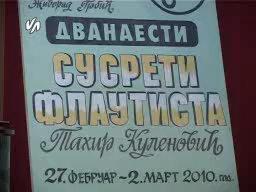 ДВАНАЕСТИ
СУСРЕТИ
ФЛАУТИСТА
Тахир Куленовић
27. ФЕБРУАР – 2. МАРТ 2010. год.